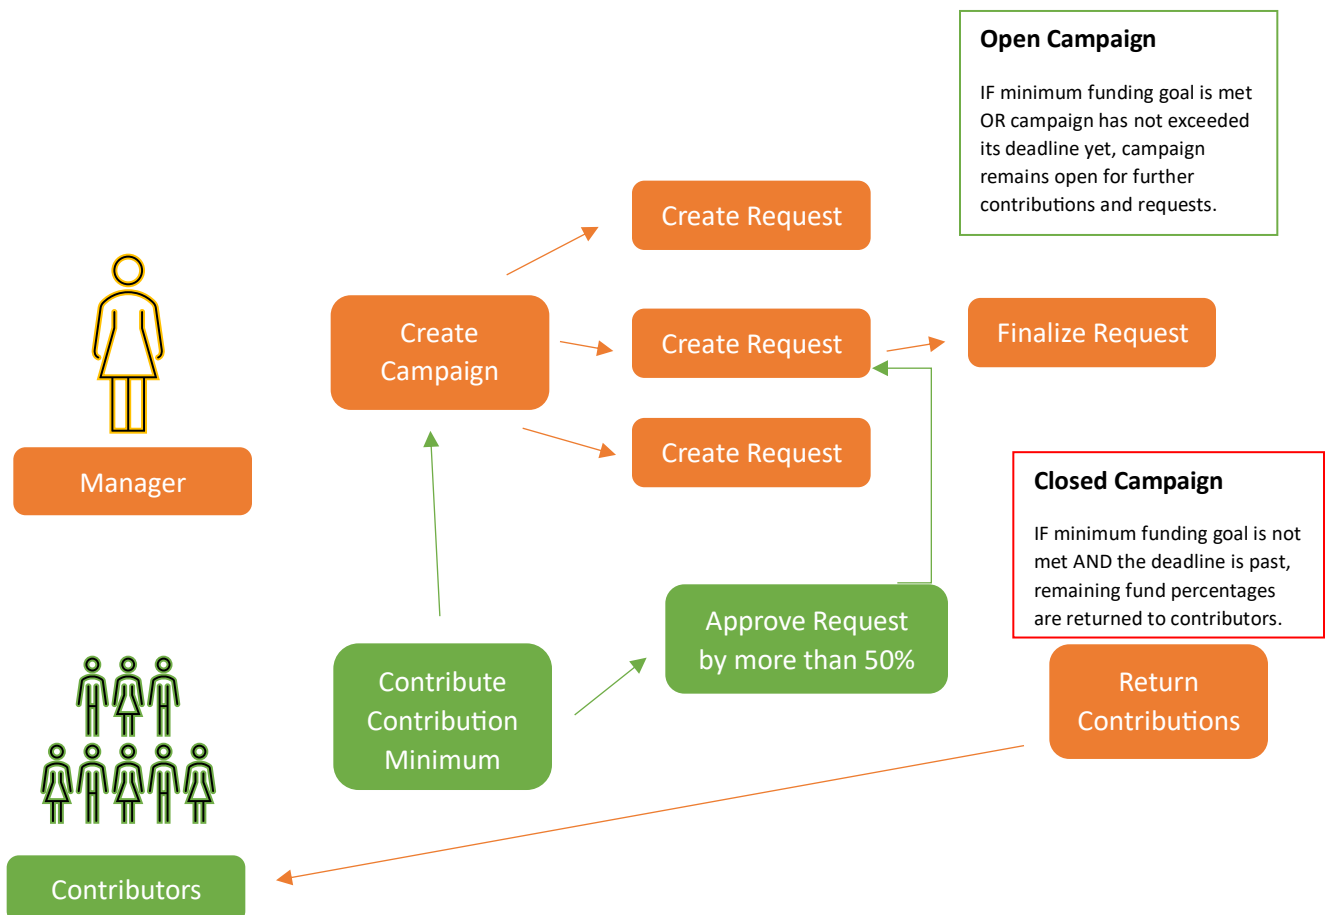 Open Campaign
IF minimum funding goal is met
OR campaign has not exceeded
its deadline yet, campaign
remains open for further
contributions and requests.
Create Request
Create
Campaign
Create Request
Finalize Request
Create Request
Manager
Closed Campaign
IF minimum funding goal is not
met AND the deadline is past,
remaining fund percentages
are returned to contributors.
Approve Request
by more than 50%
Contribute
Contribution
Minimum
Return
Contributions
Contributors